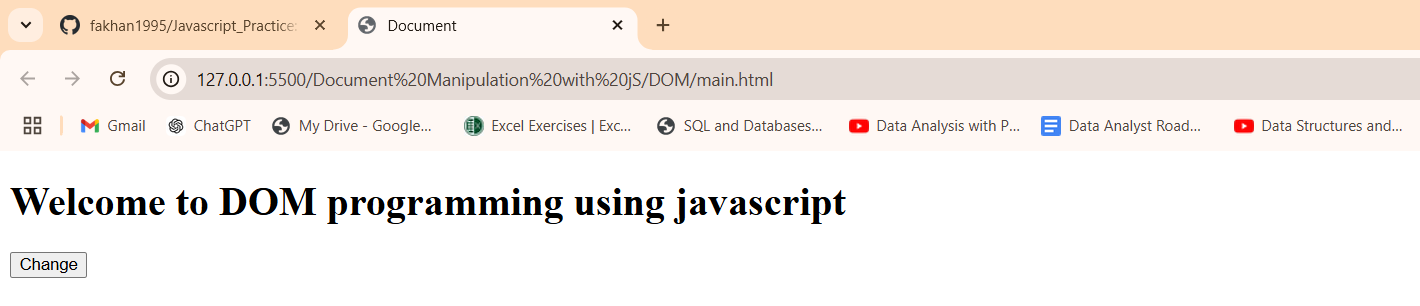 fakhan1995/Javascript_Practice:
Document
127.0.0.1:5500/Document%20Manipulation%20with%20jS/DOM/main.html
Gmail ChatGPT My Drive - Google... Excel Exercises | Exc... SQL and Databases... Data Analysis with P... Data Analyst Road... Data Structures and...
Welcome to DOM programming using javascript
Change